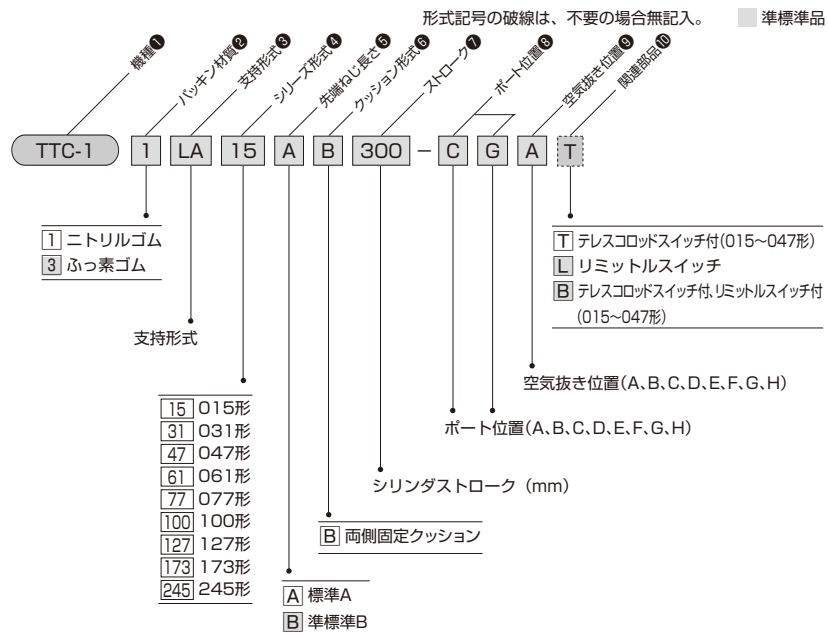 形式記号の破線は、不要の場合無記入。 準標準品
機種❶
パッキン材質❷
支持形式❸
シリーズ形式❹
先端ねじ長さ❺
クッション形式❻
ストローク❼
ポート位置❽
空気抜き位置❾
関連部品❿
TTC-1 1 LA 15 A B 300 - C G A T
1 ニトリルゴム
3 ふっ素ゴム
支持形式
15 015形
31 031形
47 047形
61 061形
77 077形
100 100形
127 127形
173 173形
245 245形
A 標準A
B 準標準B
B 両側固定クッション
シリンダストローク（mm）
ポート位置(A､B､C､D､E､F､G､H)
空気抜き位置(A､B､C､D､E､F､G､H)
T テレスコロッドスイッチ付(015〜047形)
L リミットルスイッチ
B テレスコロッドスイッチ付､リミットルスイッチ付
(015〜047形)